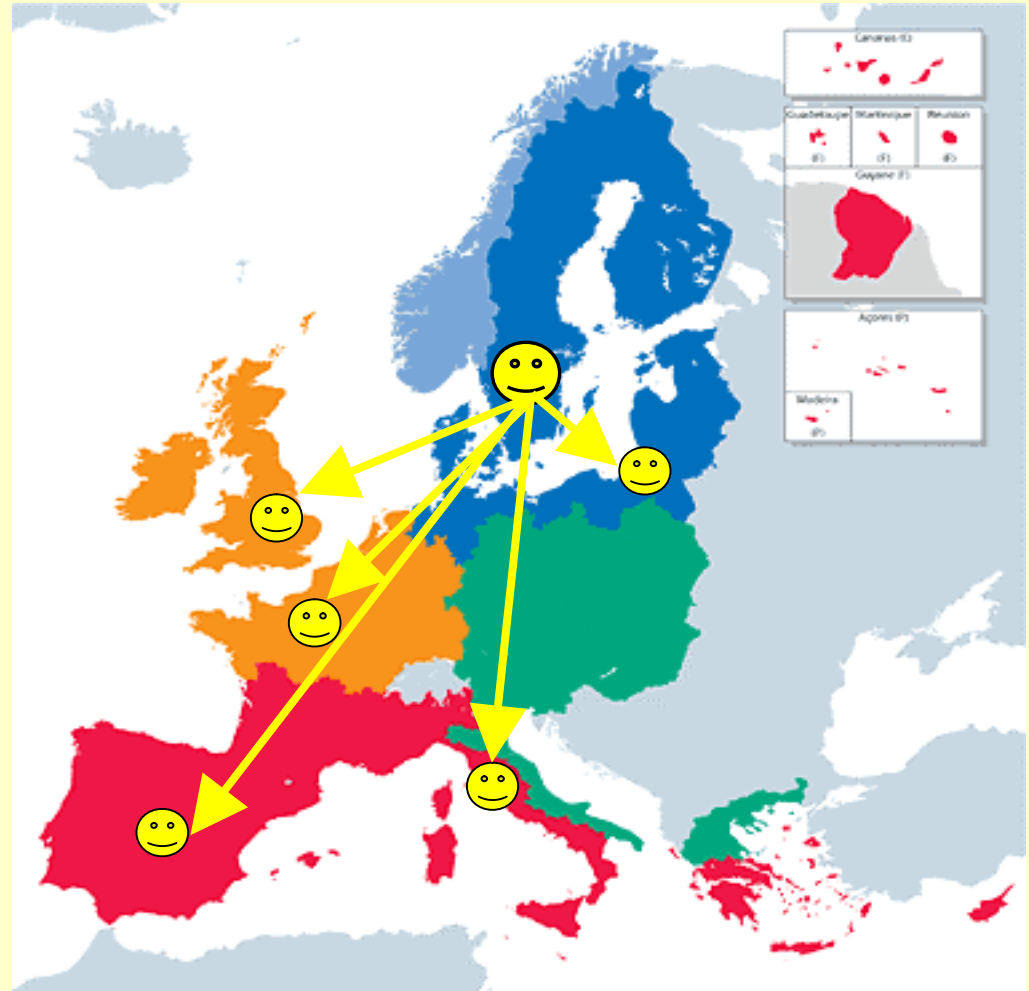 Canarias (E)
Guadeloupe Martinique Réunion
(F) (F) (F)
Guyane (F)
Açores (P)
Madeira
(P)